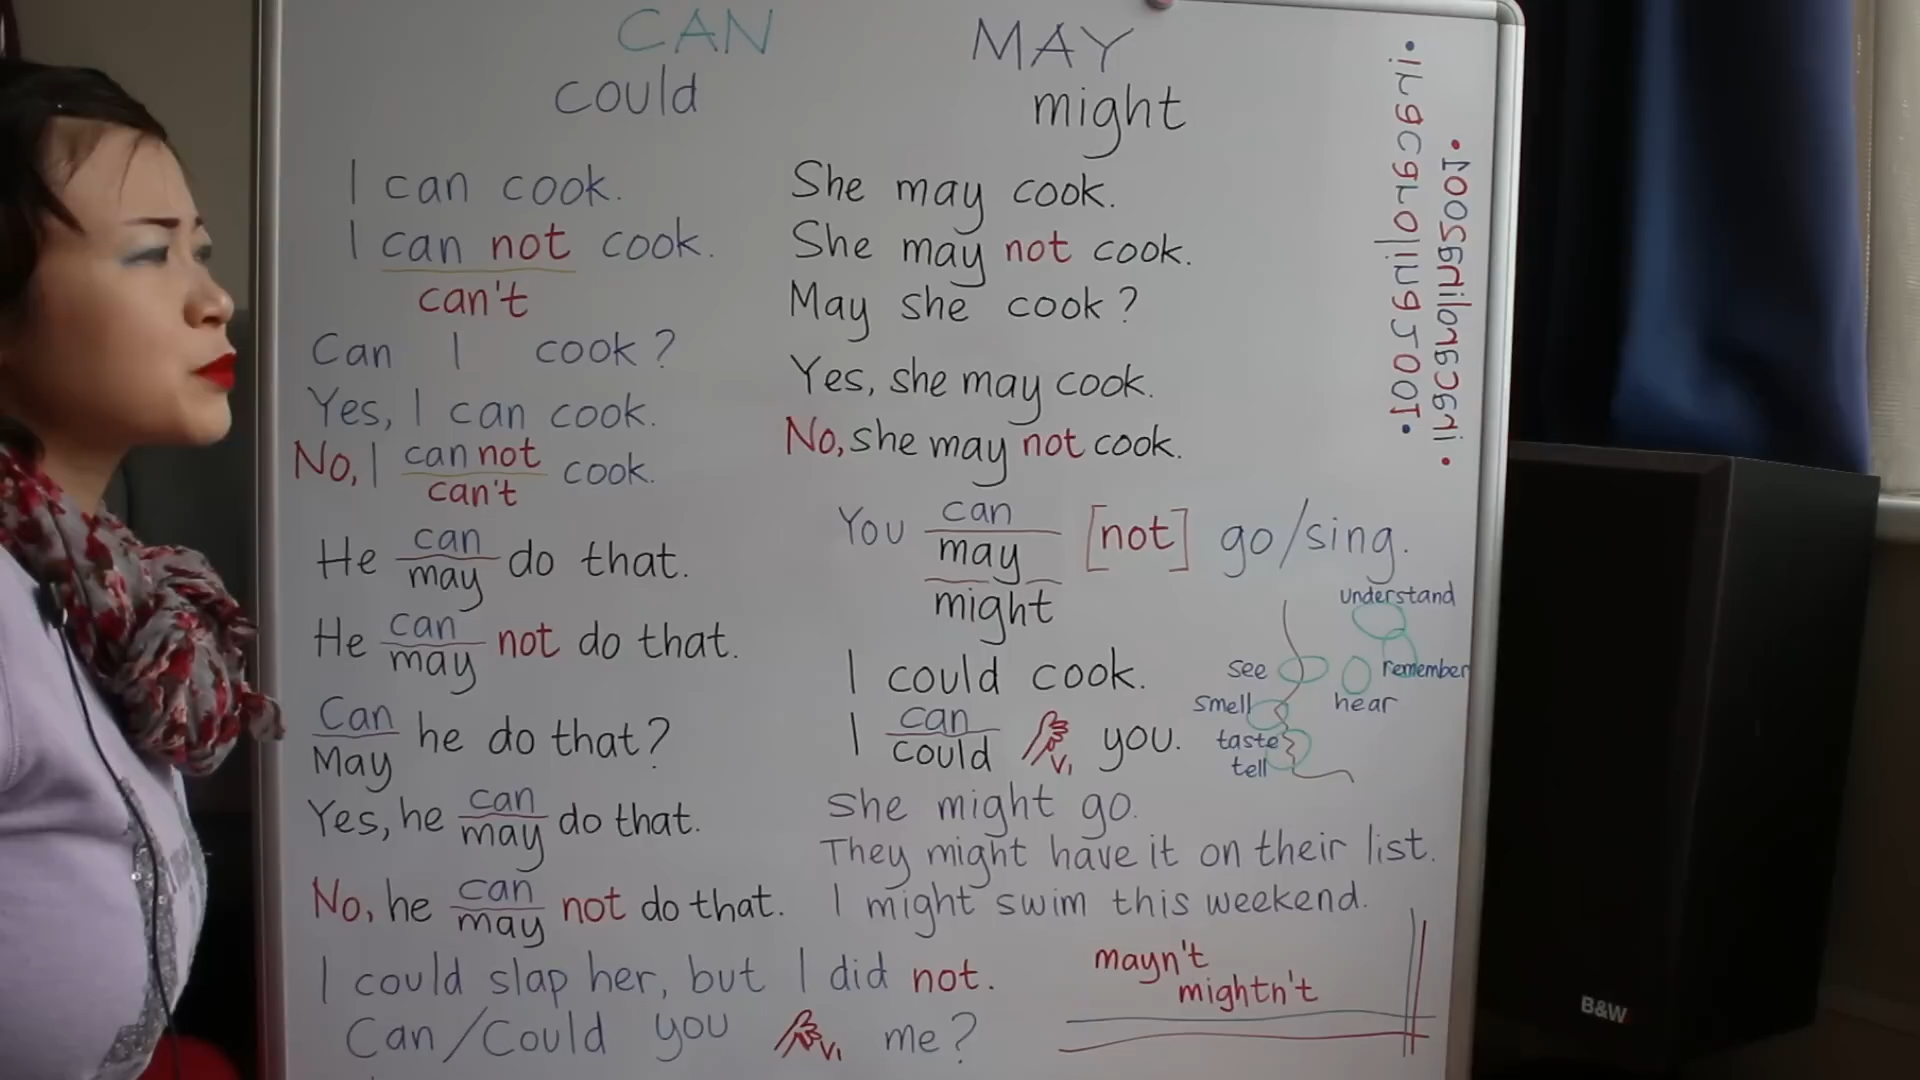 CAN
could
I can cook.
I can not cook.
can't
Can I cook?
Yes, I can cook.
No, I can not cook.
can't
He can do that.
may
He can not do that.
may
Can he do that?
May
Yes, he can do that.
may
No, he can not do that.
may
I could slap her, but I did not.
Can/Could you V₁ me?
MAY
might
She may cook.
She may not cook.
May she cook?
Yes, she may cook.
No, she may not cook.
You can [not] go/sing.
may
might
I could cook.
I can V₁ you.
could
She might go.
They might have it on their list.
I might swim this weekend.
mayn't
mightn't
understand
see
remember
smell
hear
taste
tell
B&W